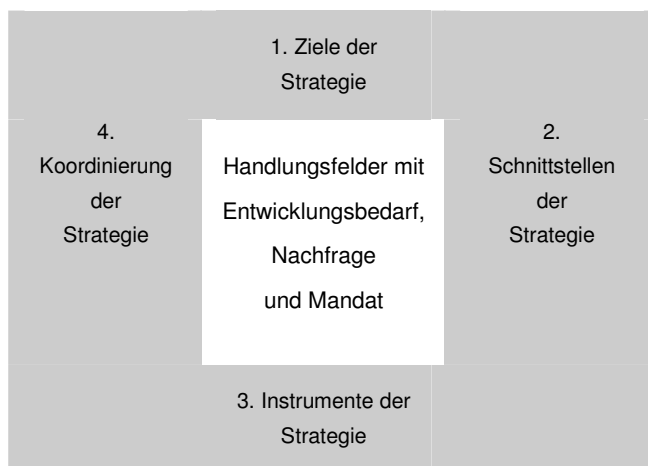 1. Ziele der
Strategie
4.
Koordinierung
der
Strategie
Handlungsfelder mit
Entwicklungsbedarf,
Nachfrage
und Mandat
2.
Schnittstellen
der
Strategie
3. Instrumente der
Strategie